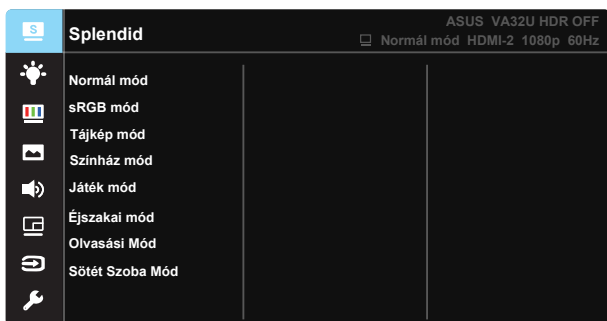 S
Splendid
ASUS VA32U HDR OFF
Normál mód HDMI-2 1080p 60Hz
Normál mód
sRGB mód
Tájkép mód
Színház mód
Játék mód
Éjszakai mód
Olvasási Mód
Sötét Szoba Mód